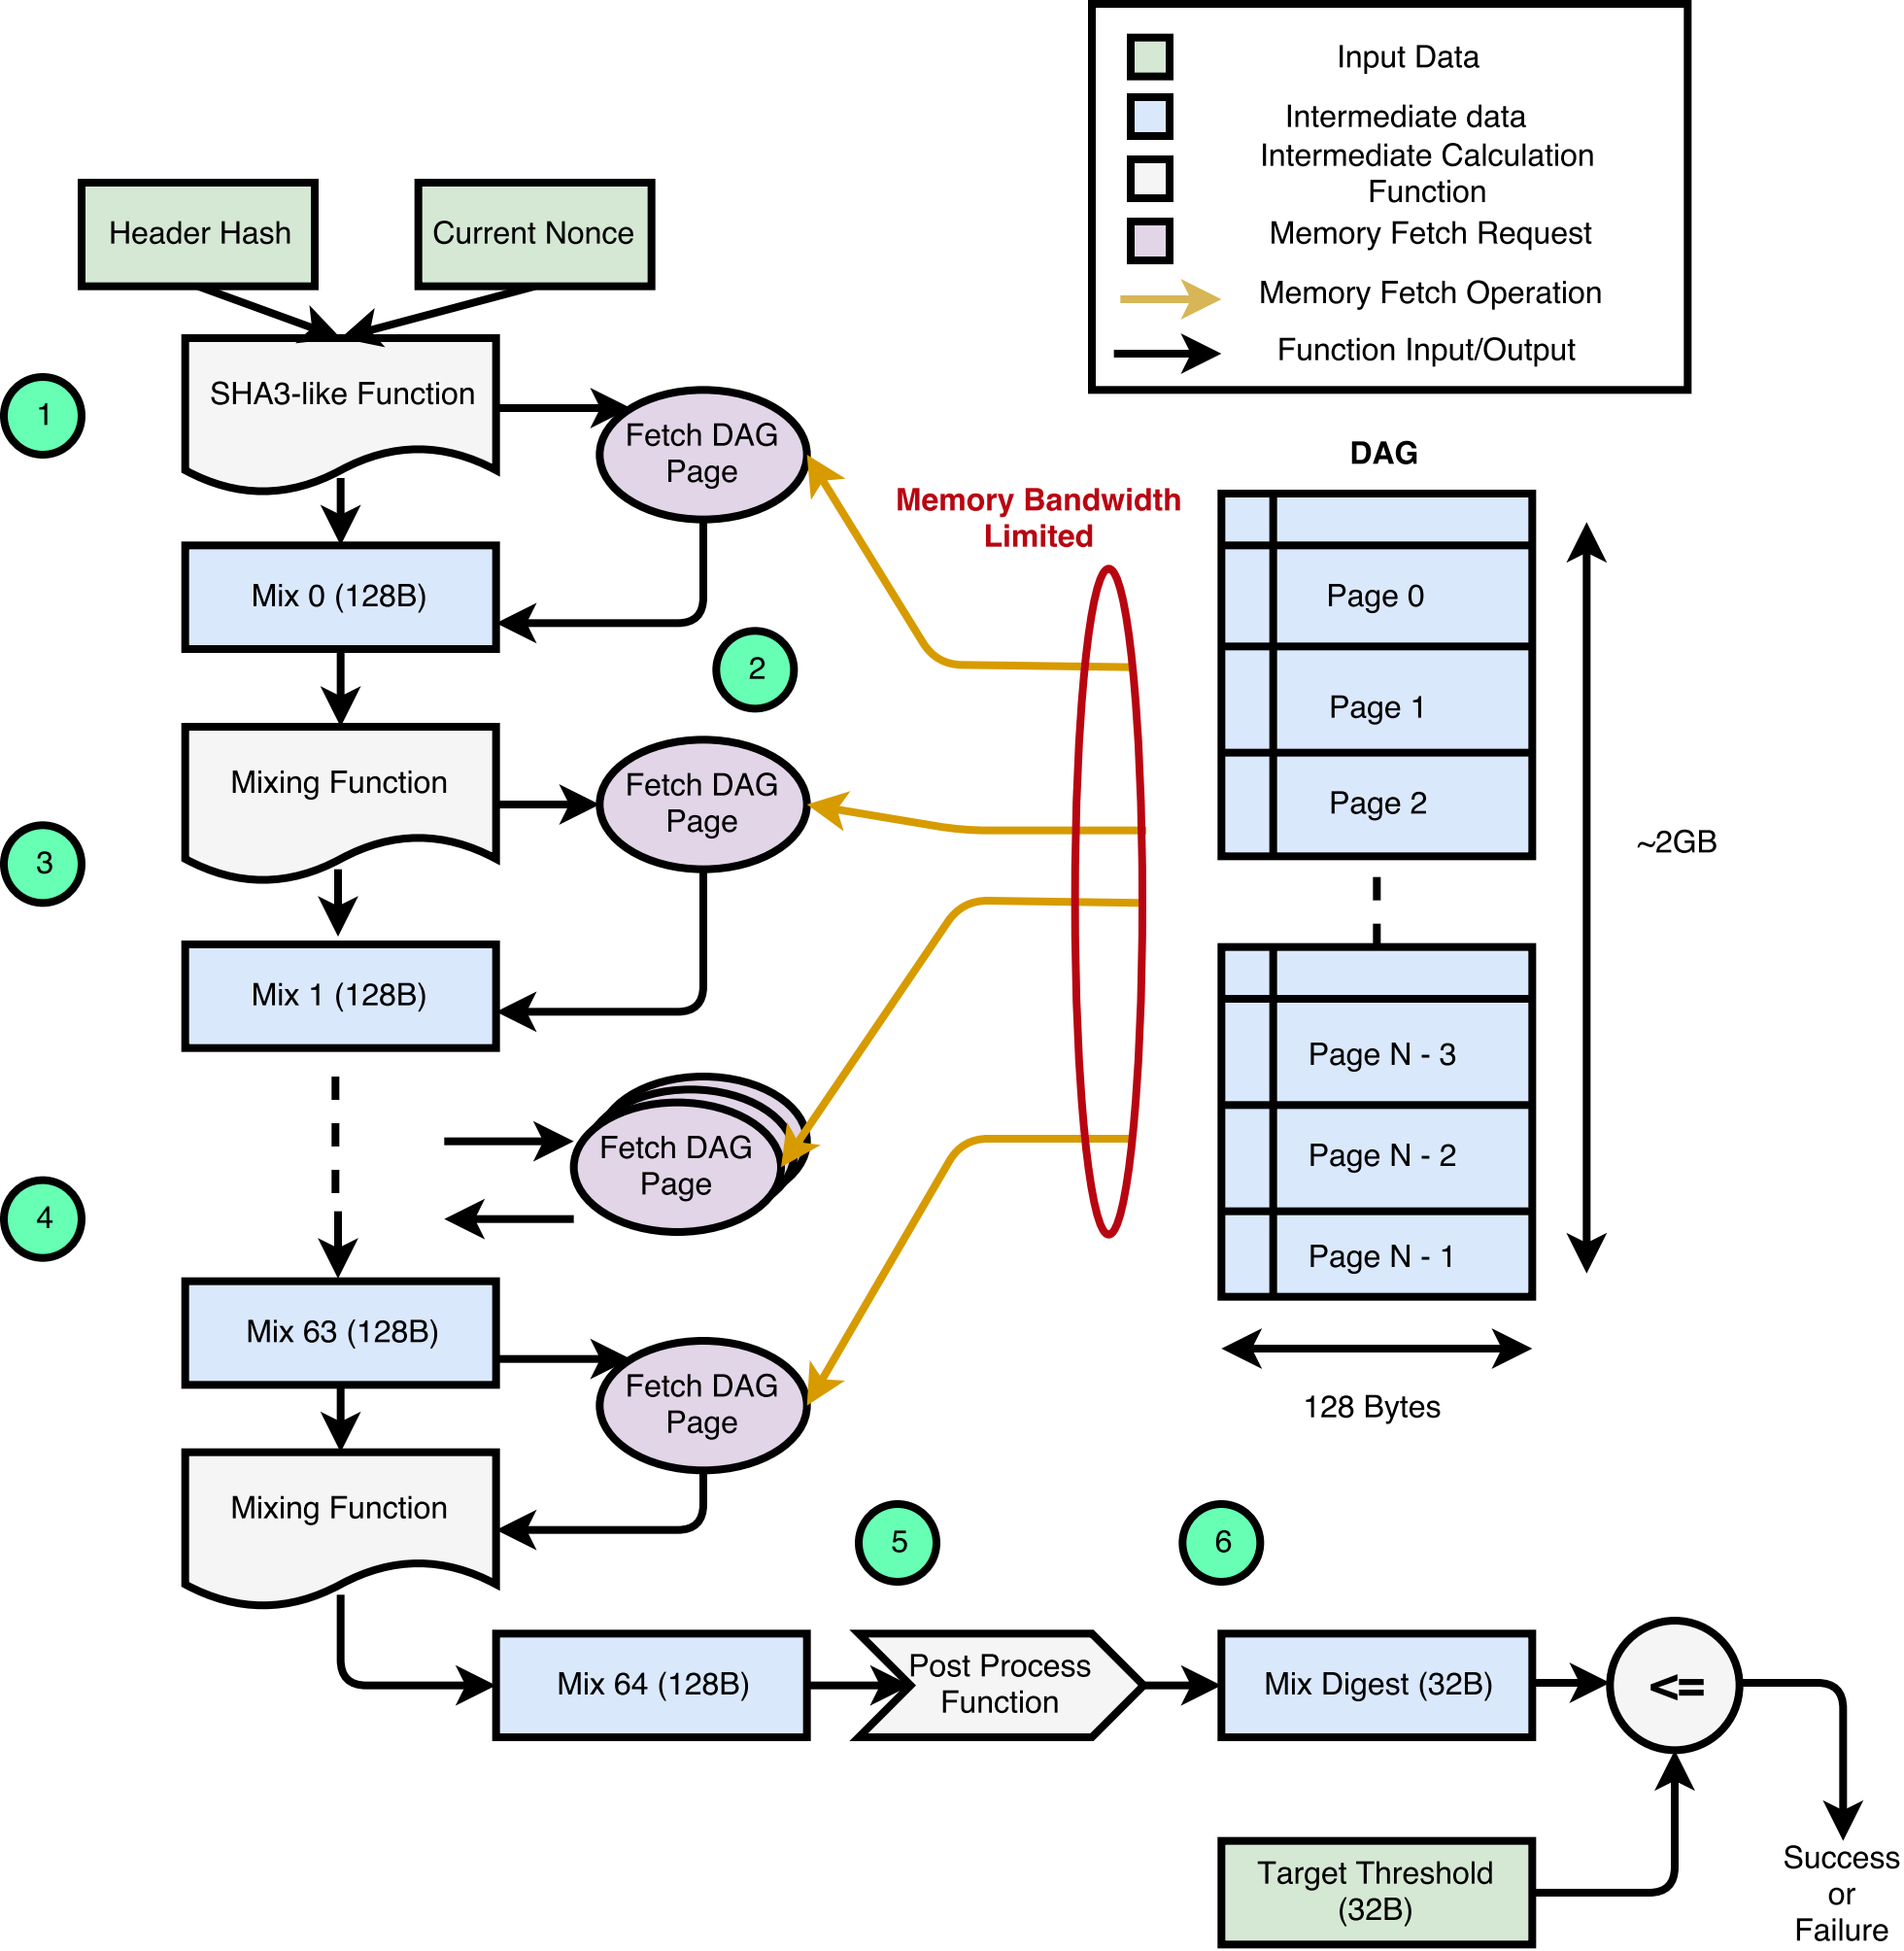 Input Data
Intermediate data
Intermediate Calculation
Function
Memory Fetch Request
Memory Fetch Operation
Function Input/Output
Header Hash
Current Nonce
1
SHA3-like Function
Fetch DAG
Page
Mix 0 (128B)
2
Mixing Function
Fetch DAG
Page
3
Mix 1 (128B)
Fetch DAG
Page
4
Mix 63 (128B)
Fetch DAG
Page
Mixing Function
Memory Bandwidth
Limited
DAG
Page 0
Page 1
Page 2
~2GB
Page N - 3
Page N - 2
Page N - 1
128 Bytes
5
6
Mix 64 (128B)
Post Process
Function
Mix Digest (32B)
<=
Target Threshold
(32B)
Success
or
Failure